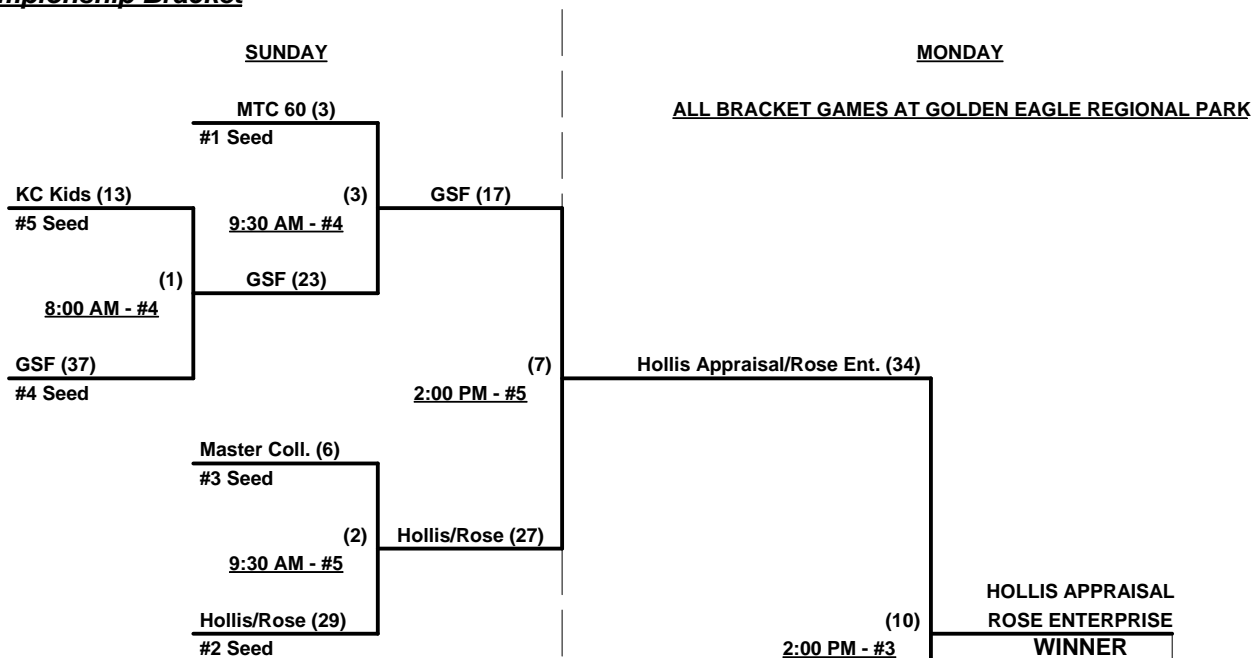 mpionship Bracket
SUNDAY
MONDAY
MTC 60 (3)
ALL BRACKET GAMES AT GOLDEN EAGLE REGIONAL PARK
#1 Seed
KC Kids (13)
(3)
GSF (17)
#5 Seed
9:30 AM - #4
(1)
GSF (23)
8:00 AM - #4
GSF (37)
(7)
Hollis Appraisal/Rose Ent. (34)
#4 Seed
2:00 PM - #5
Master Coll. (6)
#3 Seed
(2)
Hollis/Rose (27)
9:30 AM - #5
HOLLIS APPRAISAL
Hollis/Rose (29)
(10)
ROSE ENTERPRISE
#2 Seed
2:00 PM - #3
WINNER